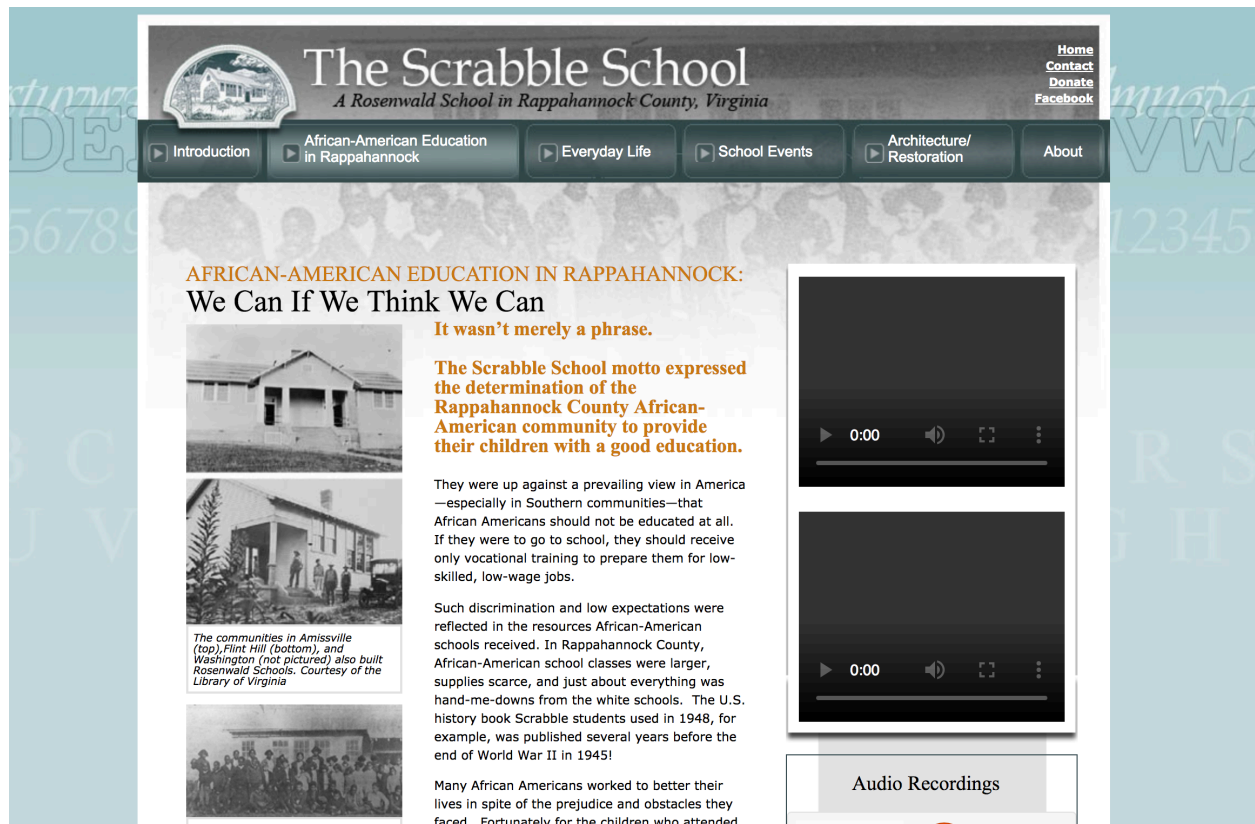 The Scrabble School
A Rosenwald School in Rappahannock County, Virginia
Home
Contact
Donate
Facebook
Introduction
African-American Education
in Rappahannock
Everyday Life
School Events
Architecture/
Restoration
About
AFRICAN-AMERICAN EDUCATION IN RAPPAHANNOCK:
We Can If We Think We Can
The communities in Amissville
(top),Flint Hill (bottom), and
Washington (not pictured) also built
Rosenwald Schools. Courtesy of the
Library of Virginia
It wasn’t merely a phrase.
The Scrabble School motto expressed
the determination of the
Rappahannock County African-
American community to provide
their children with a good education.
They were up against a prevailing view in America
—especially in Southern communities—that
African Americans should not be educated at all.
If they were to go to school, they should receive
only vocational training to prepare them for low-
skilled, low-wage jobs.
Such discrimination and low expectations were
reflected in the resources African-American
schools received. In Rappahannock County,
African-American school classes were larger,
supplies scarce, and just about everything was
hand-me-downs from the white schools.  The U.S.
history book Scrabble students used in 1948, for
example, was published several years before the
end of World War II in 1945!
Many African Americans worked to better their
lives in spite of the prejudice and obstacles they
faced.  Fortunately for the children who attended
0:00
0:00
Audio Recordings